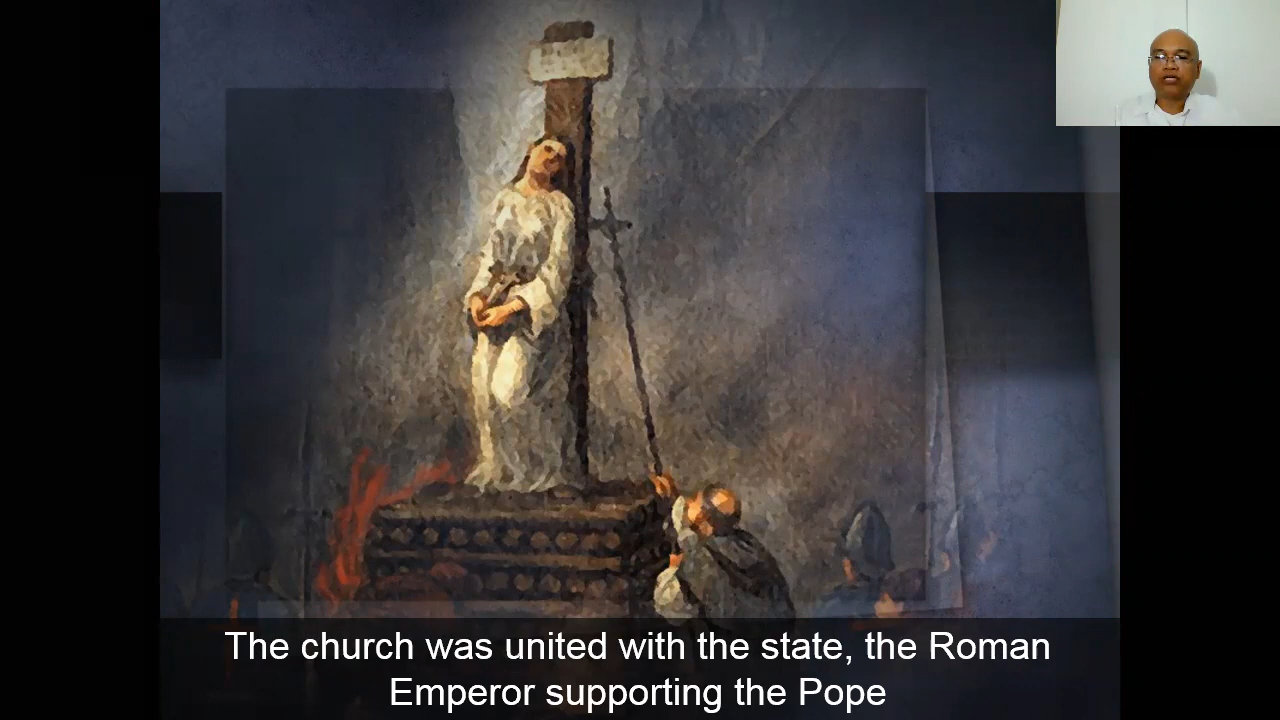 The church was united with the state, the Roman
Emperor supporting the Pope